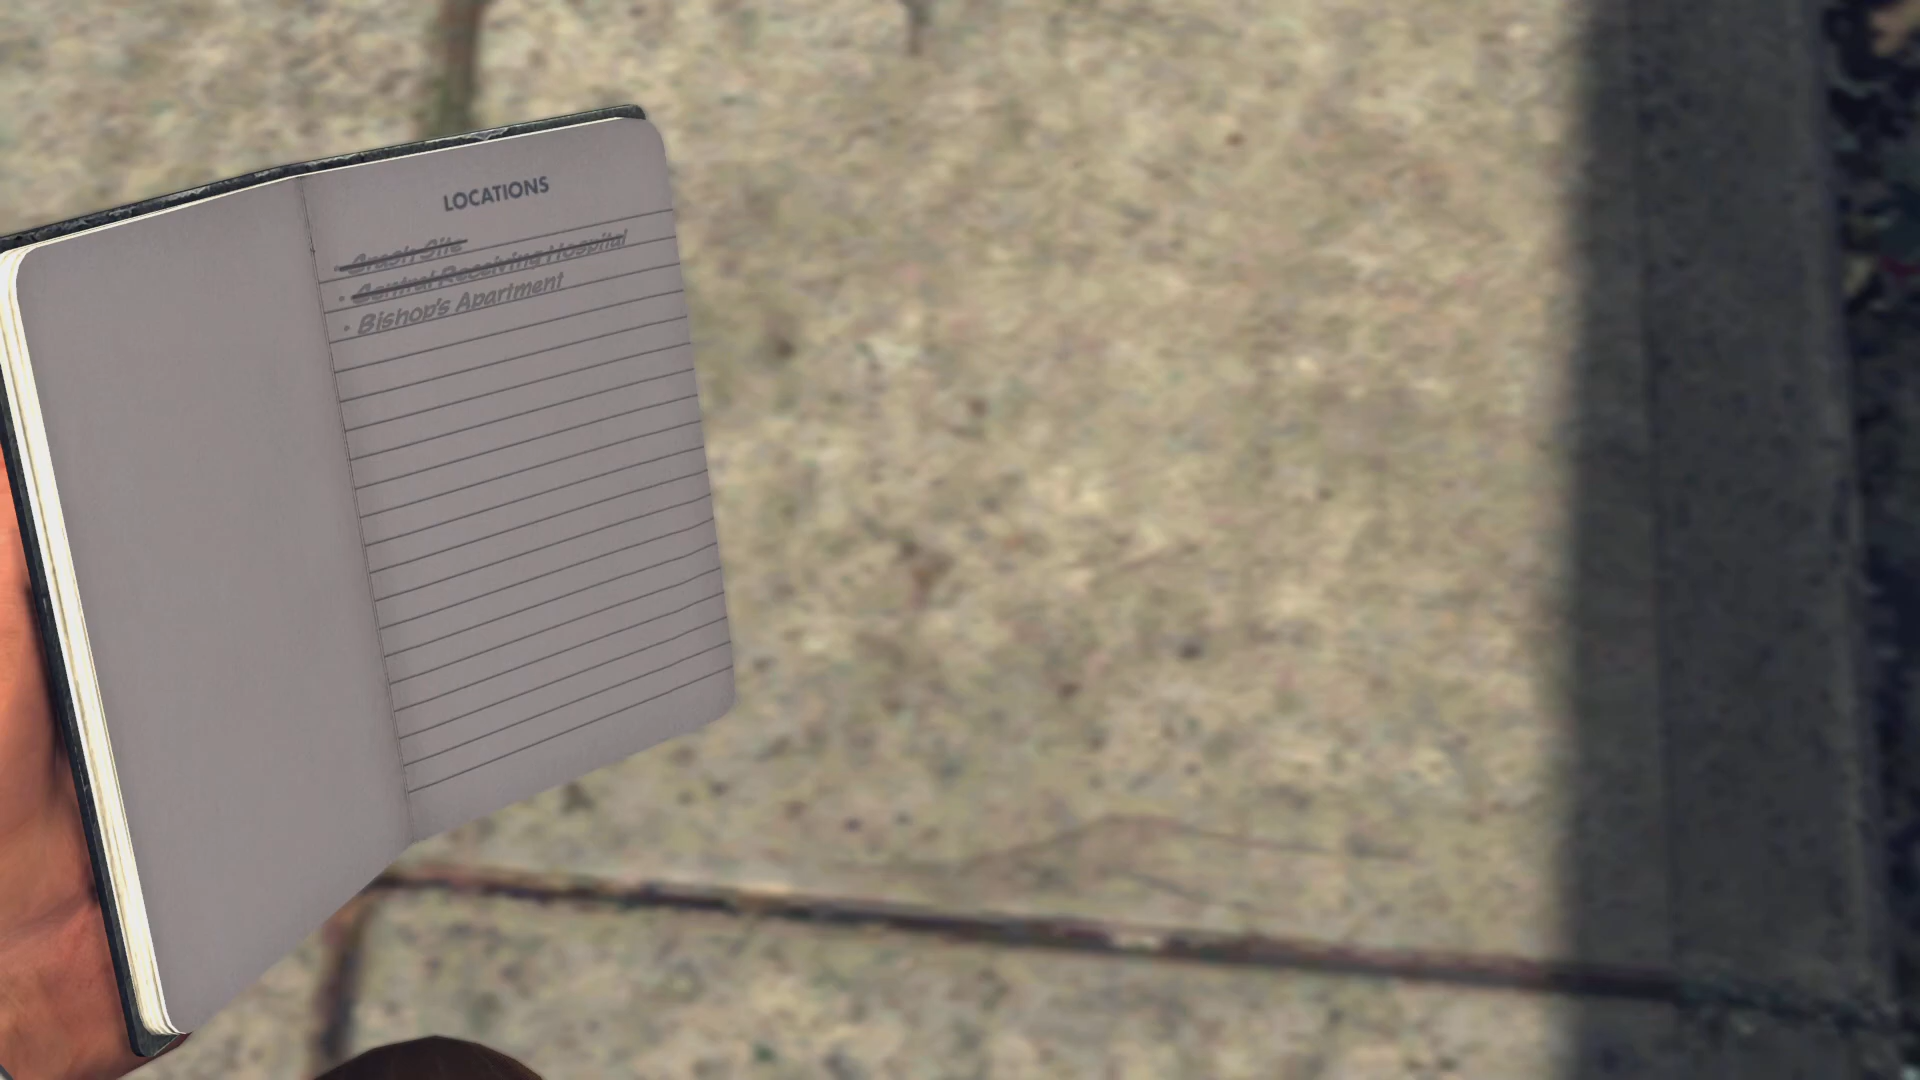 LOCATIONS
• Crash Site
• Central Receiving Hospital
• Bishop's Apartment